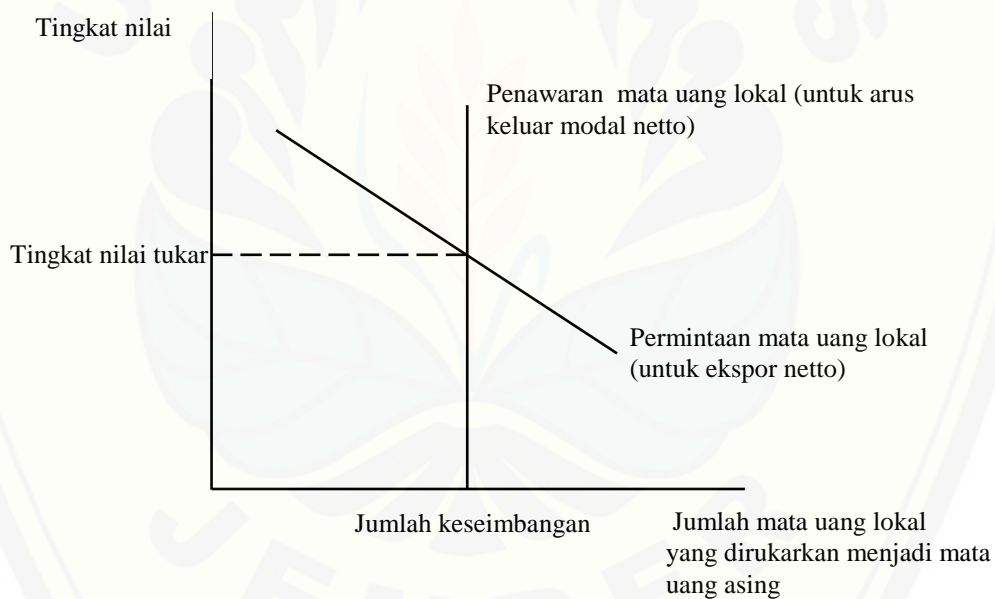 Tingkat nilai
Penawaran mata uang lokal (untuk arus
keluar modal netto)
Tingkat nilai tukar
Permintaan mata uang lokal
(untuk ekspor netto)
Jumlah keseimbangan
Jumlah mata uang lokal
yang dirukarkan menjadi mata
uang asing
JEMBER